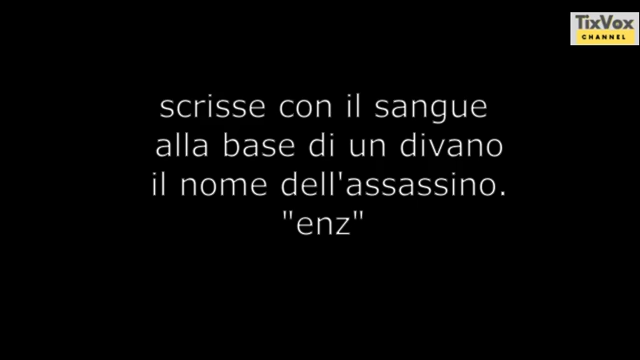 TixVox
CHANNEL
scrisse con il sangue
alla base di un divano
il nome dell'assassino.
"enz"